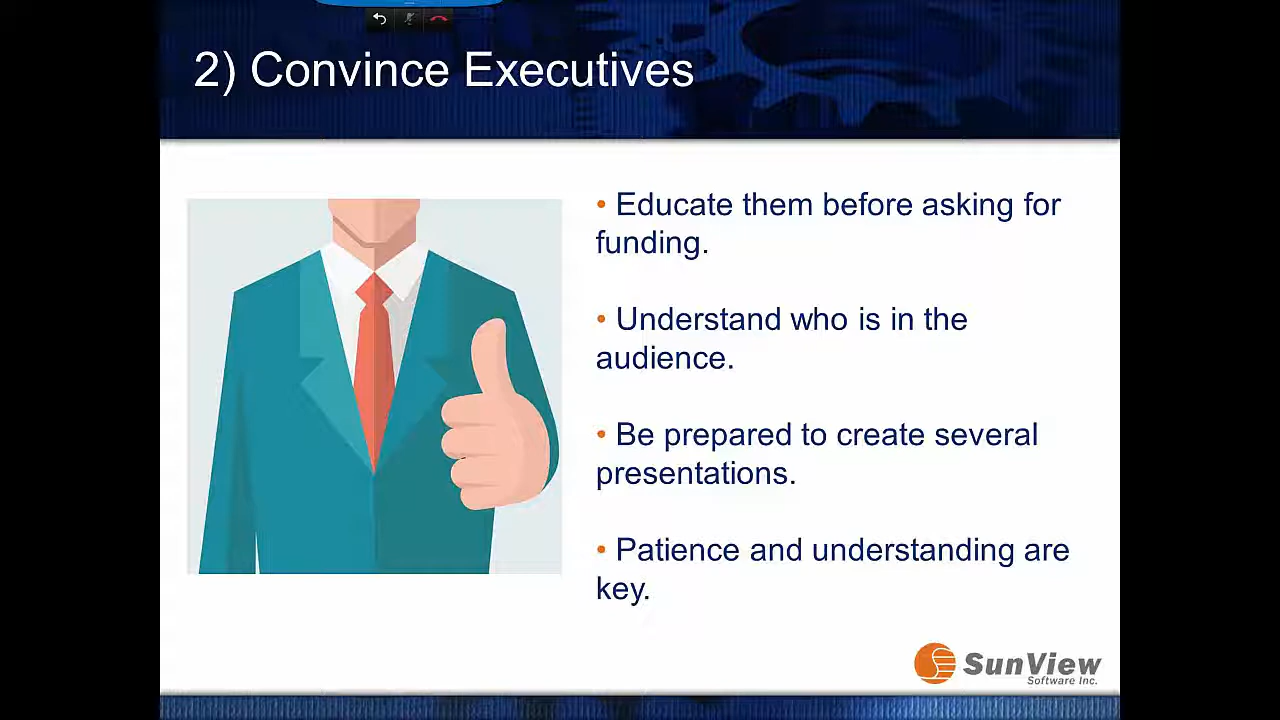 2) Convince Executives
• Educate them before asking for
funding.
• Understand who is in the
audience.
• Be prepared to create several
presentations.
• Patience and understanding are
key.
SunView
Software Inc.